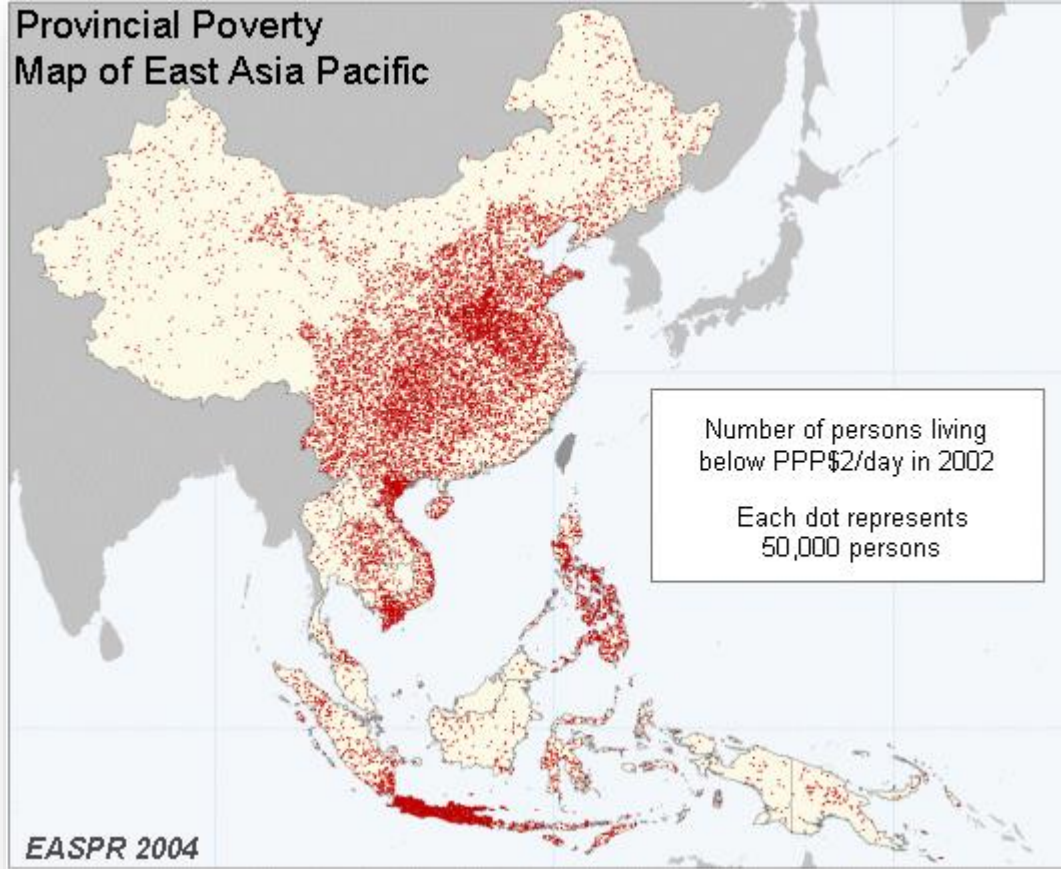 Provincial Poverty
Map of East Asia Pacific
Number of persons living
below PPP$2/day in 2002
Each dot represents
50,000 persons
EASPR 2004